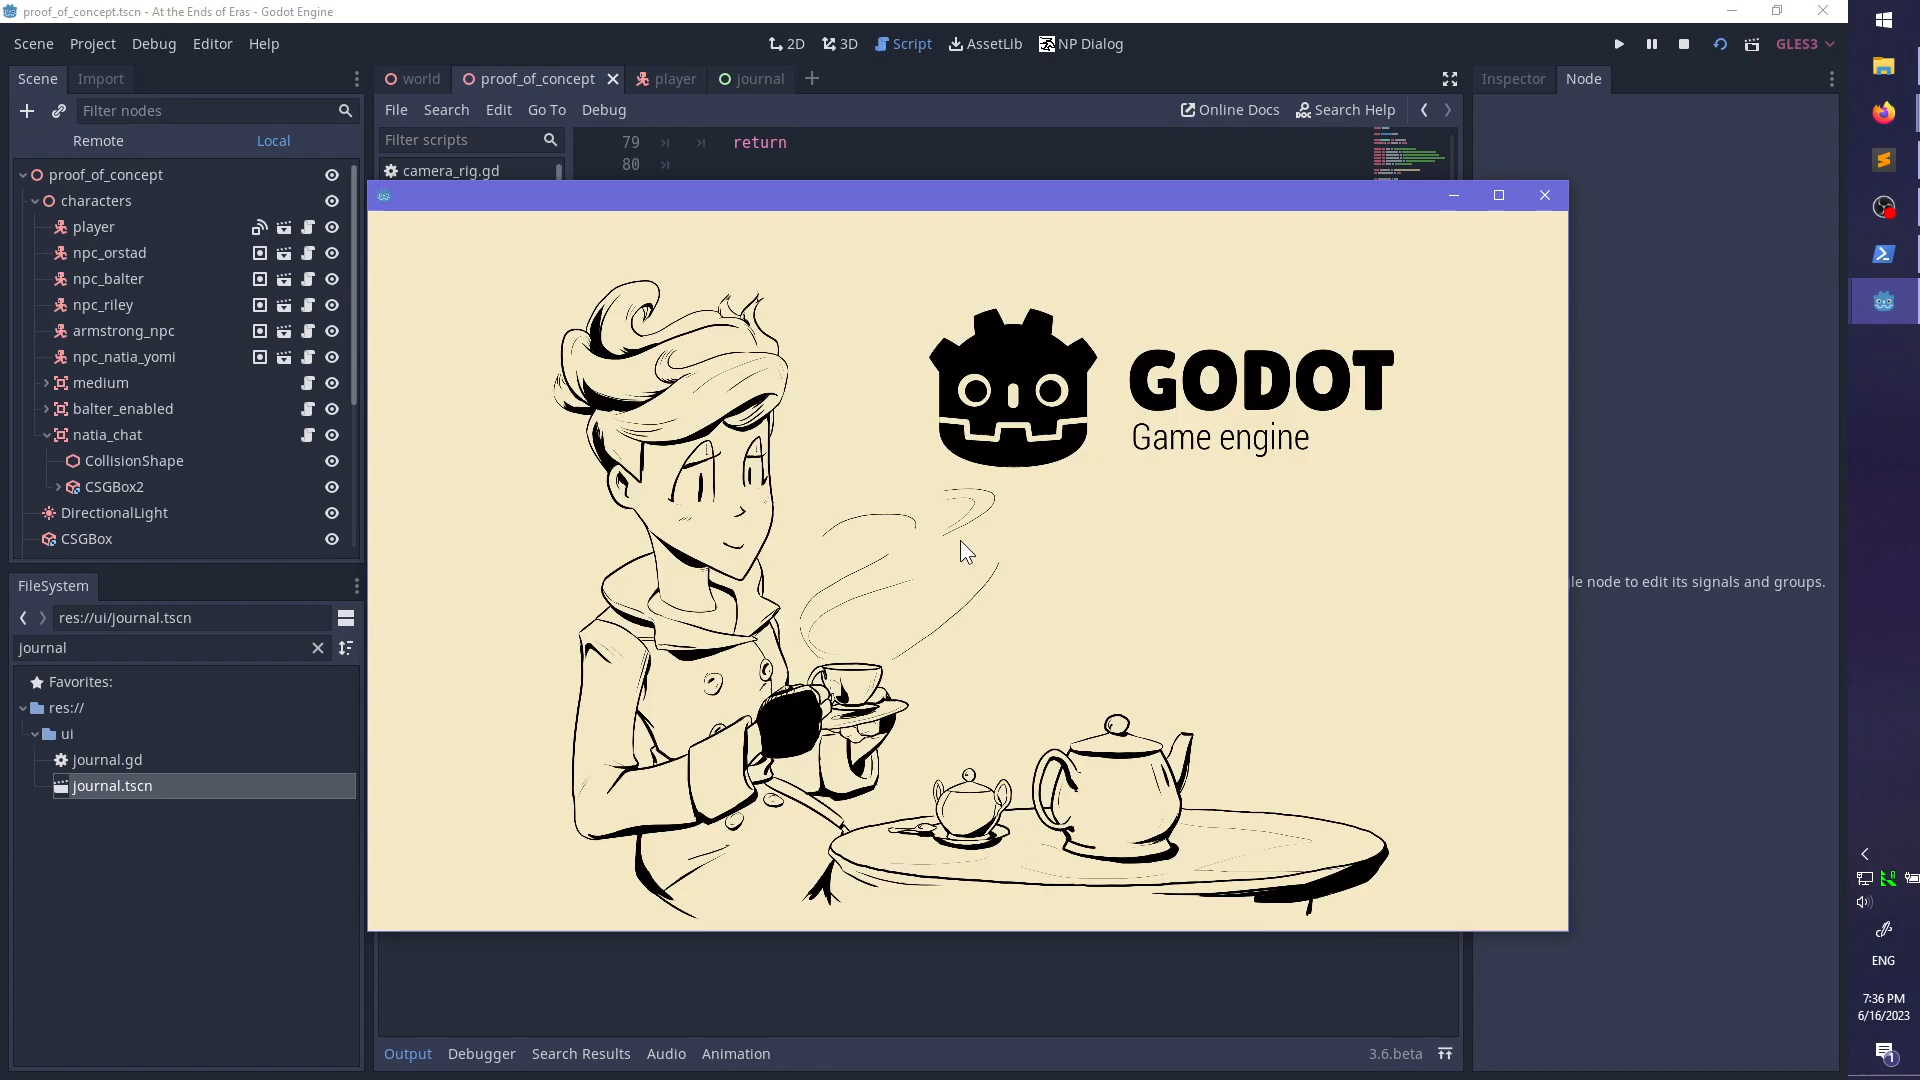 proof_of_concept.tscn - At the Ends of Eras - Godot Engine
Scene Project Debug Editor Help
2D 3D Script AssetLib NP Dialog
GLES3
Scene Import
world proof_of_concept player journal
Inspector Node
Filter nodes
File Search Edit Go To Debug
Online Docs Search Help
Remote Local
Filter scripts
79 return
80
camera_rig.gd
proof_of_concept
characters
player
npc_orstad
npc_balter
npc_riley
armstrong_npc
npc_natia_yomi
medium
balter_enabled
natia_chat
CollisionShape
CSGBox2
DirectionalLight
CSGBox
GODOT
Game engine
le node to edit its signals and groups.
FileSystem
res://ui/journal.tscn
journal
Favorites:
res://
ui
journal.gd
journal.tscn
Output Debugger Search Results Audio Animation
3.6.beta
ENG
7:36 PM
6/16/2023
1